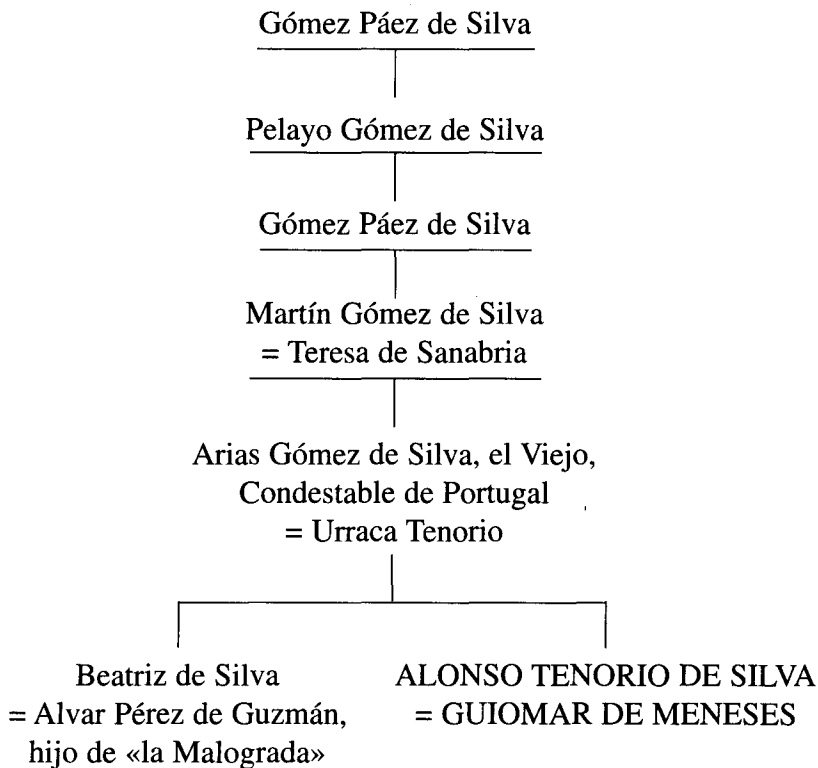 Gómez Páez de Silva
Pelayo Gómez de Silva
Gómez Páez de Silva
Martín Gómez de Silva
= Teresa de Sanabria
Arias Gómez de Silva, el Viejo,
Condestable de Portugal
= Urraca Tenorio
Beatriz de Silva
= Alvar Pérez de Guzmán,
hijo de «la Malograda»
ALONSO TENORIO DE SILVA
= GUIOMAR DE MENESES